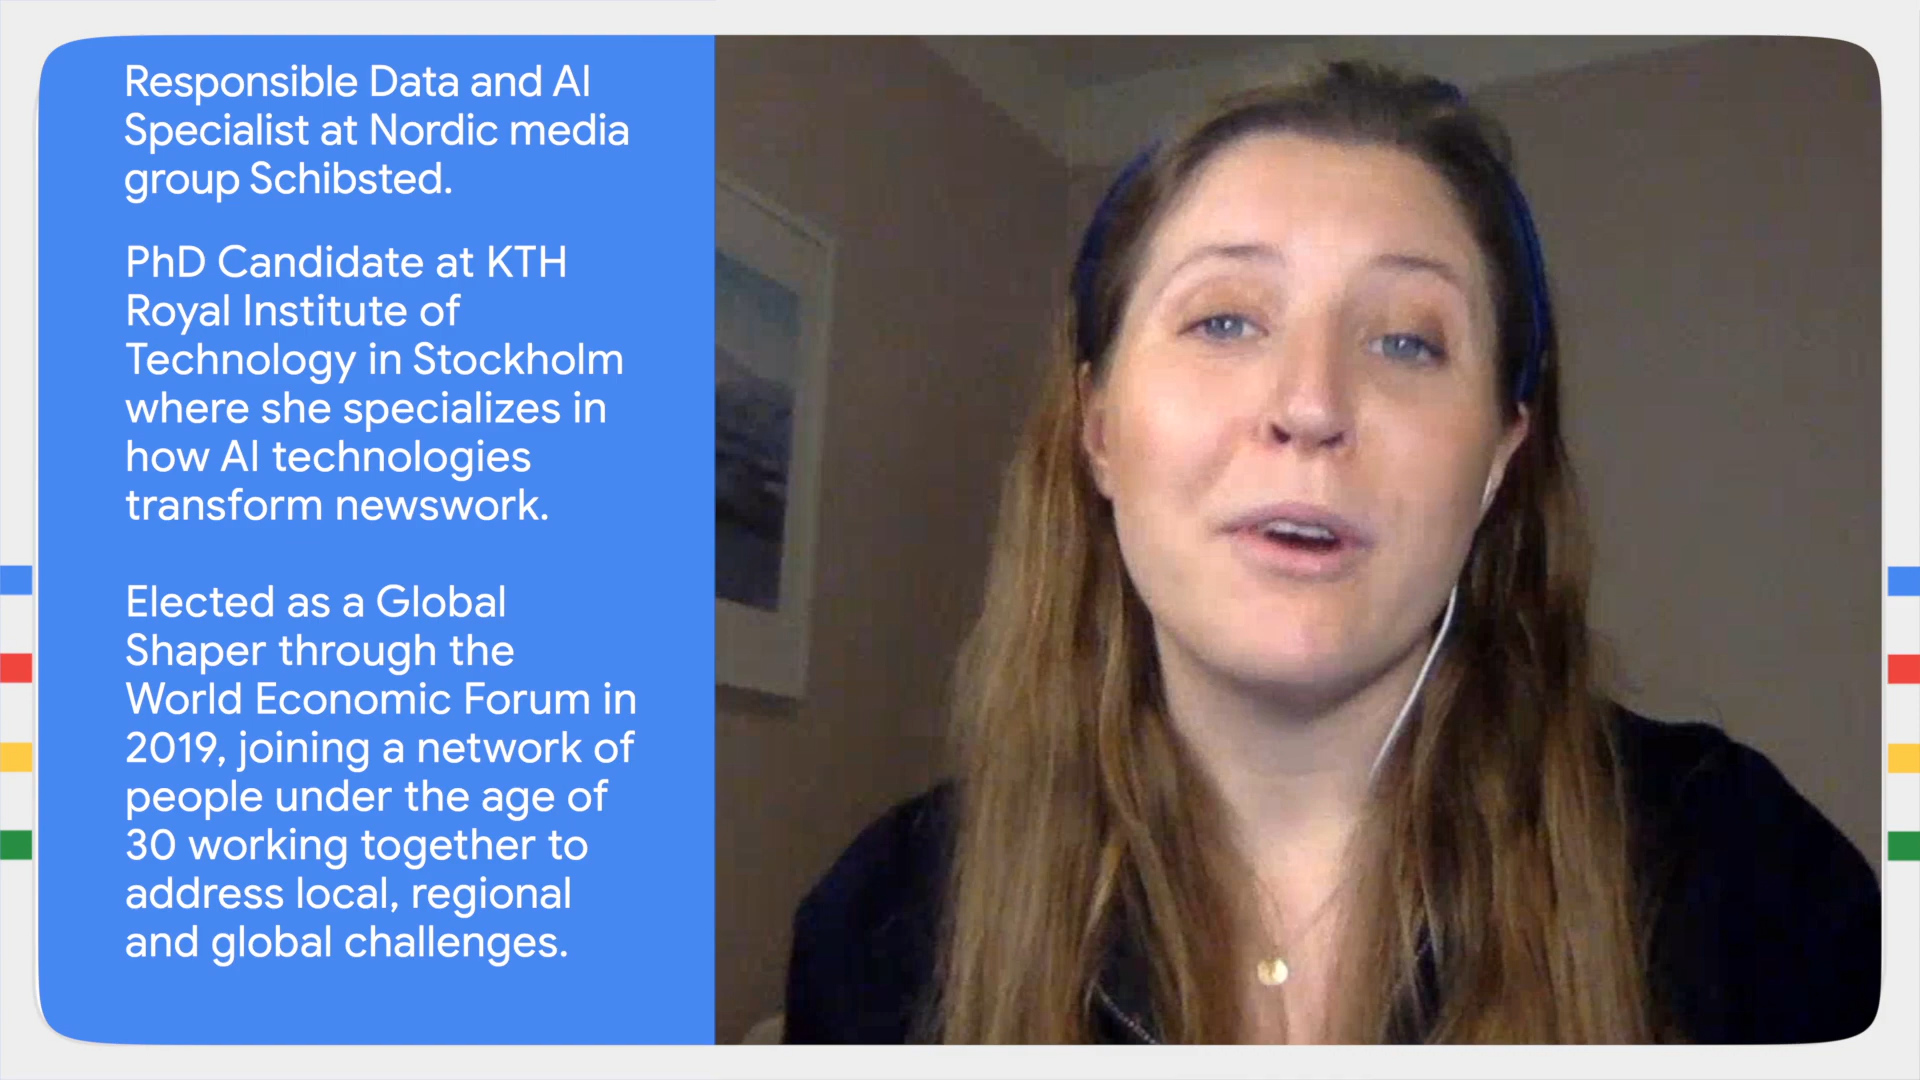 Responsible Data and AI
Specialist at Nordic media
group Schibsted.
PhD Candidate at KTH
Royal Institute of
Technology in Stockholm
where she specializes in
how AI technologies
transform newswork.
Elected as a Global
Shaper through the
World Economic Forum in
2019, joining a network of
people under the age of
30 working together to
address local, regional
and global challenges.